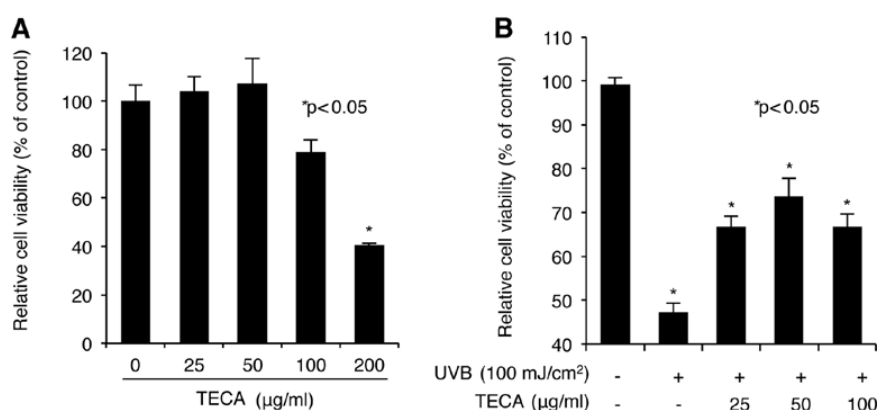 A
Relative cell viability (% of control)
120
100
80
60
40
20
0
*p<0.05
*
0 25 50 100 200
TECA (μg/ml)
B
Relative cell viability (% of control)
110
100
90
80
70
60
50
40
*p<0.05
* * * *
UVB (100 mJ/cm²) - + + + +
TECA (μg/ml) - - 25 50 100